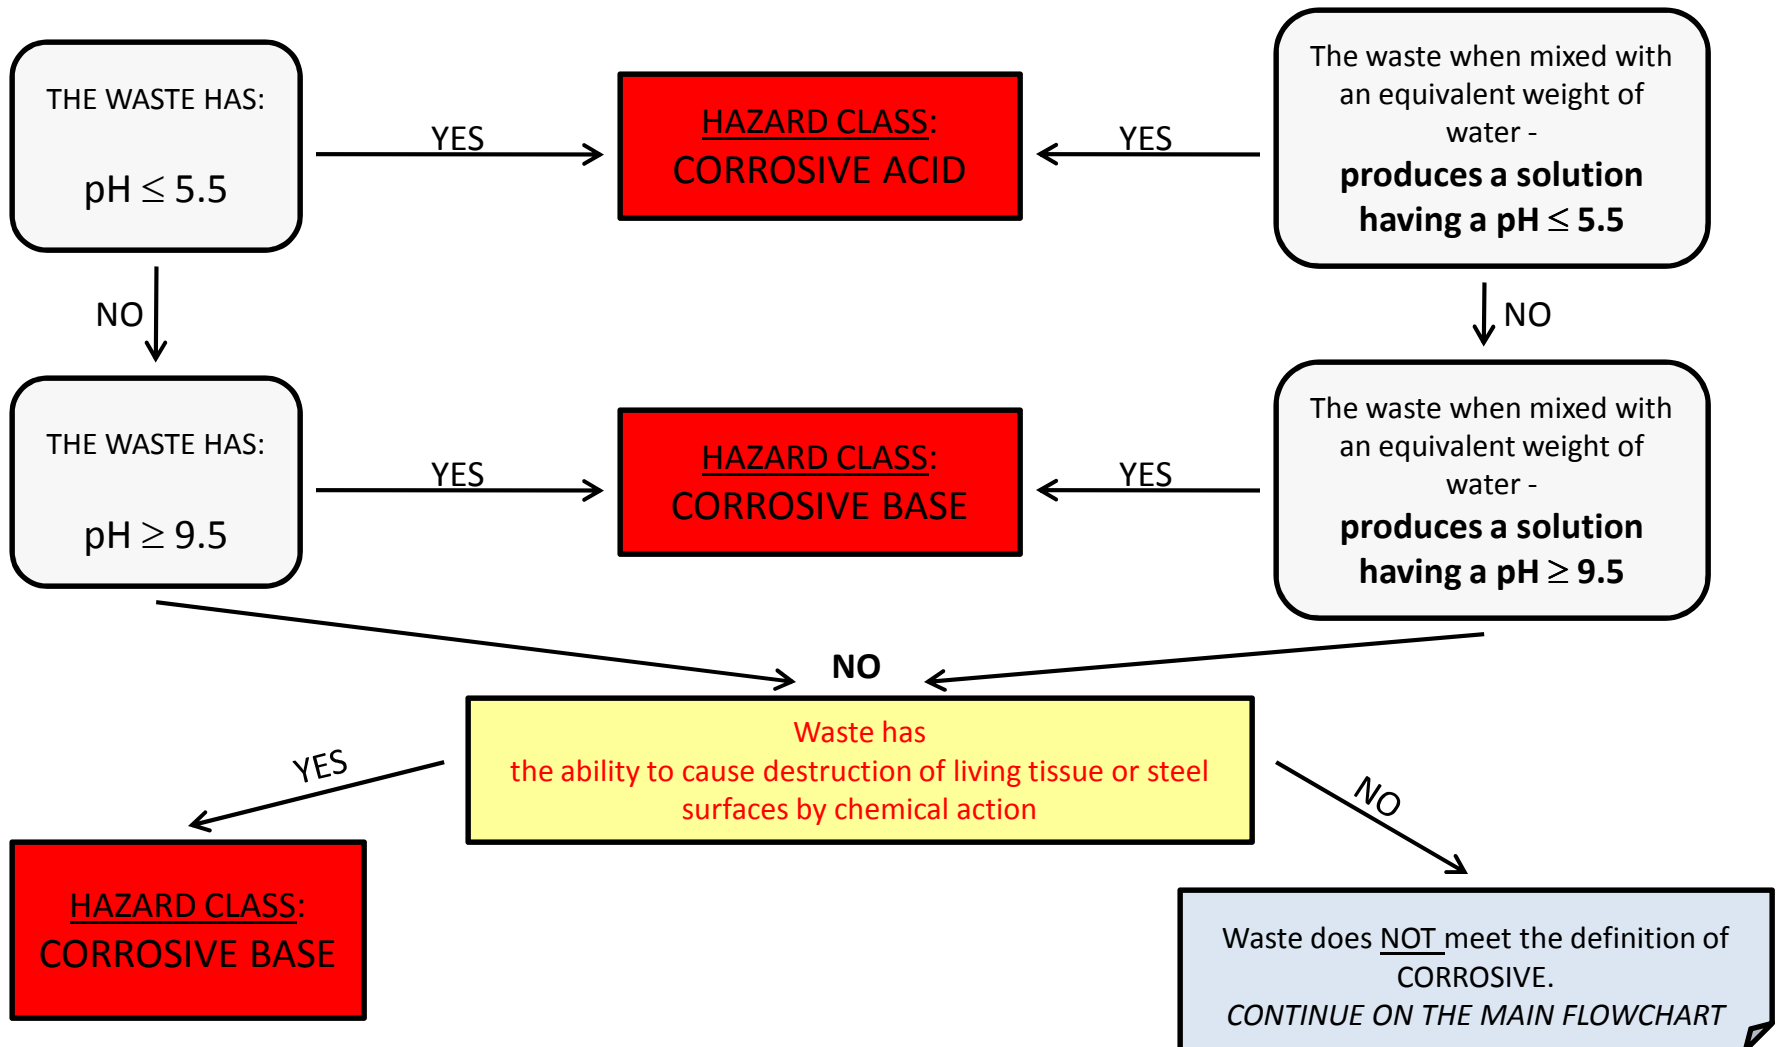 THE WASTE HAS:
pH ≤ 5.5
YES
HAZARD CLASS:
CORROSIVE ACID
YES
The waste when mixed with
an equivalent weight of
water -
produces a solution
having a pH ≤ 5.5
NO
NO
THE WASTE HAS:
pH ≥ 9.5
YES
HAZARD CLASS:
CORROSIVE BASE
YES
The waste when mixed with
an equivalent weight of
water -
produces a solution
having a pH ≥ 9.5
NO
Waste has
the ability to cause destruction of living tissue or steel
surfaces by chemical action
YES
NO
HAZARD CLASS:
CORROSIVE BASE
Waste does NOT meet the definition of
CORROSIVE.
CONTINUE ON THE MAIN FLOWCHART